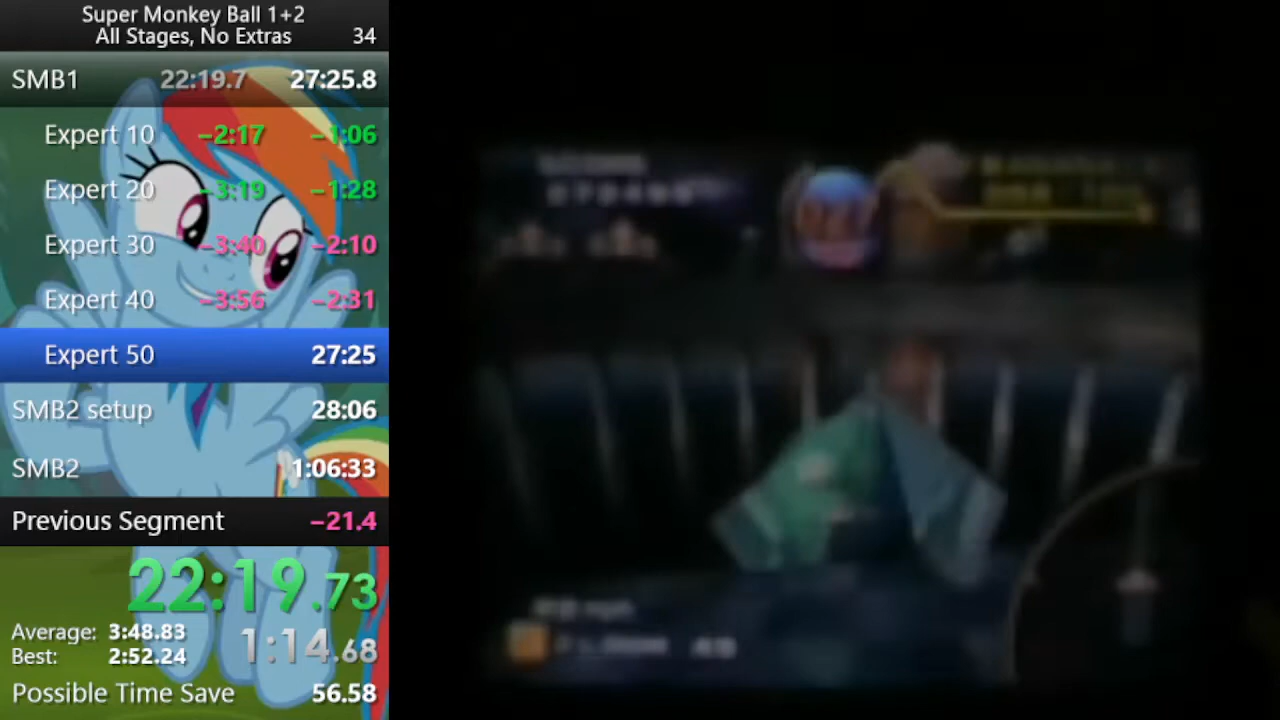 Super Monkey Ball 1+2
All Stages, No Extras 34
SMB1 22:19.7 27:25.8
Expert 10 −2:17 −1:06
Expert 20 −3:19 −1:28
Expert 30 −3:40 −2:10
Expert 40 −3:56 −2:31
Expert 50 27:25
SMB2 setup 28:06
SMB2 1:06:33
Previous Segment −21.4
22:19.73
Average: 3:48.83
Best: 2:52.24
1:14.68
Possible Time Save 56.58